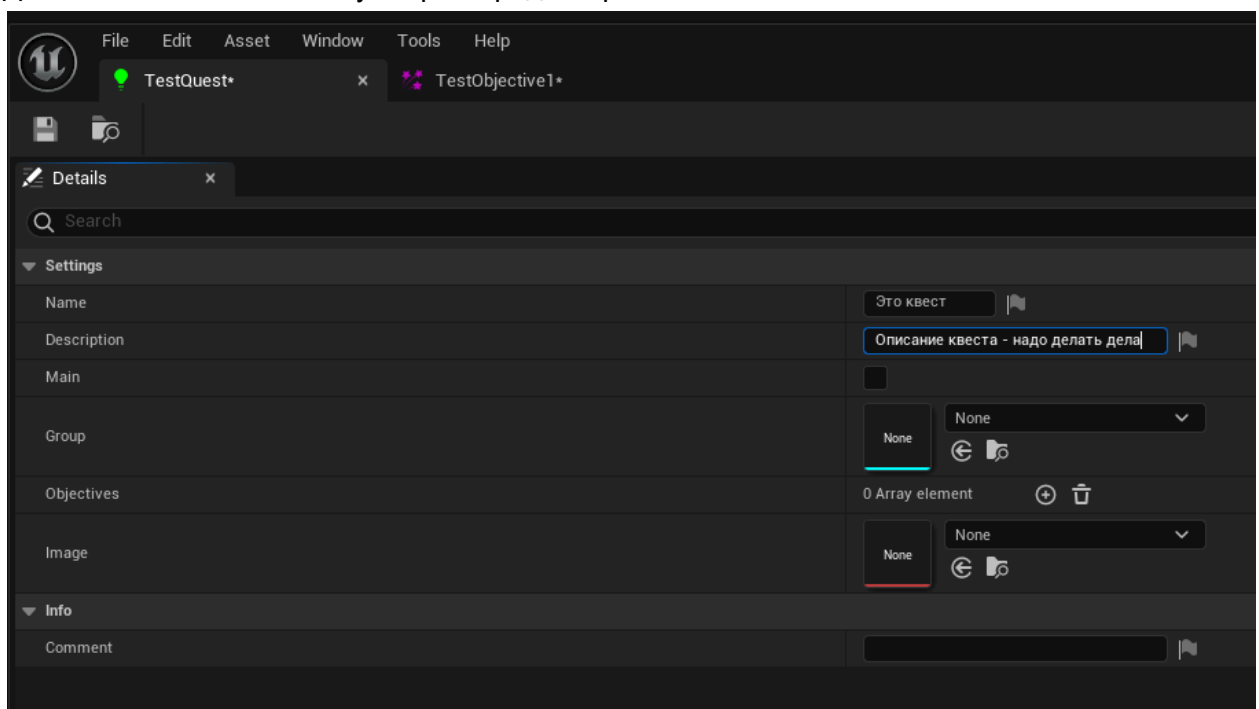 File Edit Asset Window Tools Help
TestQuest*
TestObjective1*
Details
Search
Settings
Name
Это квест
Description
Описание квеста - надо делать дела
Main
Group
None
None
Objectives
0 Array element
Image
None
None
Info
Comment